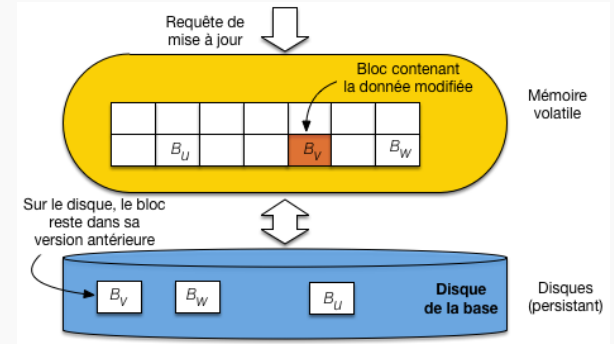 Requête de
mise à jour
Bloc contenant
la donnée modifiée
Mémoire
volatile
Bu
Bv
Bw
Sur le disque, le bloc
reste dans sa
version antérieure
Bv
Bw
Bu
Disque
de la base
Disques
(persistant)